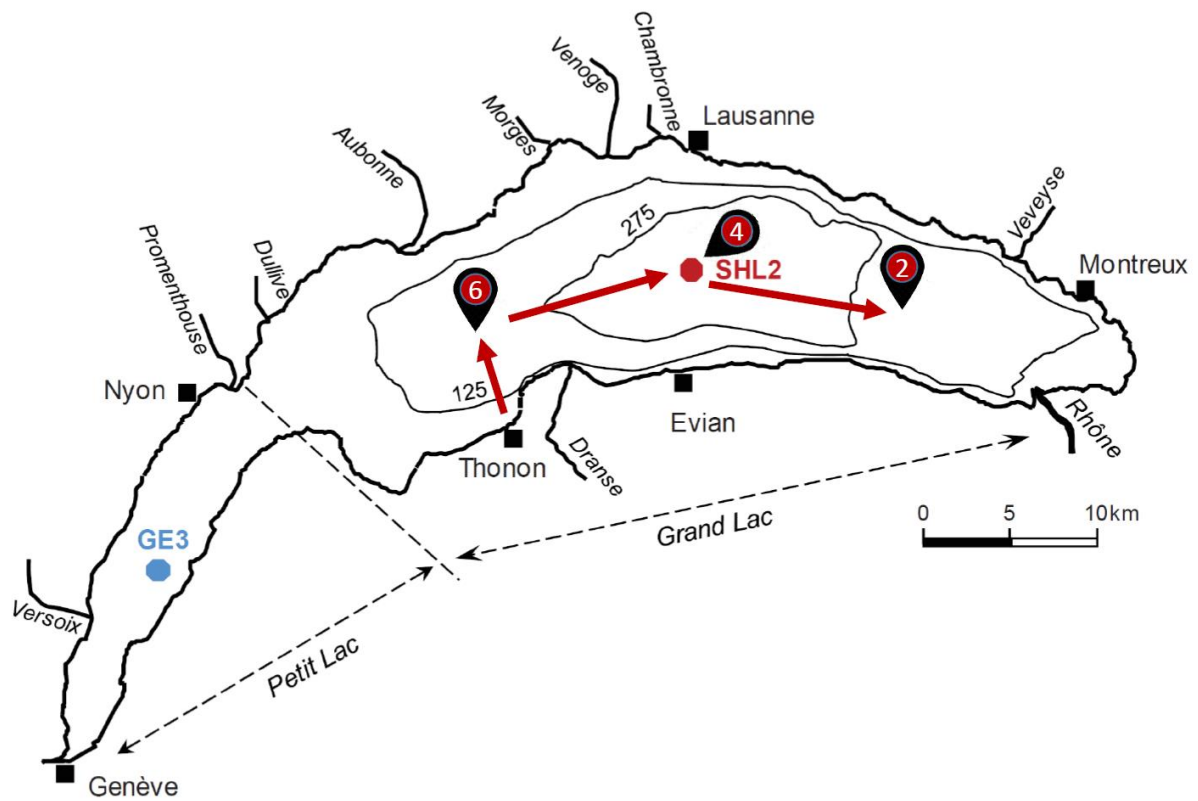 Chambronne
Venoge
Lausanne
Morges
Aubonne
Veveyse
275
4
Promenthouse
Dullive
SHL2
2
Montreux
6
Nyon
125
Evian
Rhône
Thonon
Dranse
Grand Lac
0 5 10km
GE3
Versoix
Petit Lac
Genève